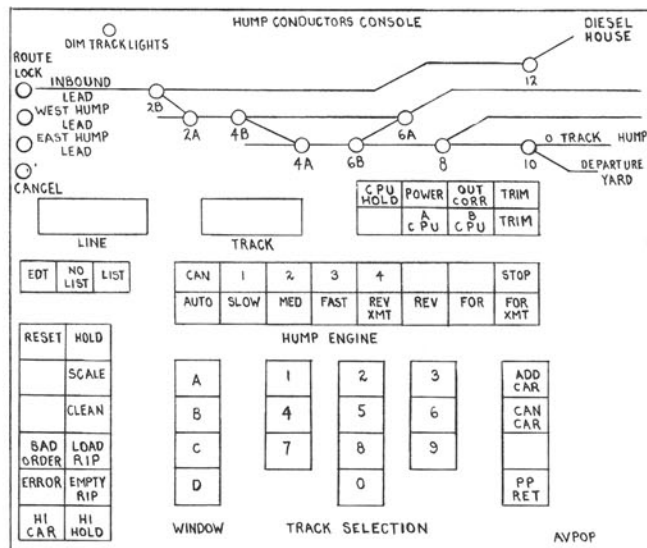 HUMP CONDUCTORS CONSOLE
DIESEL
HOUSE
DIM TRACK LIGHTS
ROUTE
LOCK
INBOUND
LEAD
WEST HUMP
LEAD
EAST HUMP
LEAD
CANCEL
2B
12
2A
4B
6A
4A
6B
8
10
O TRACK
HUMP
DEPARTURE
YARD
CPU
HOLD
POWER
OUT
CORR
TRIM
A
CPU
B
CPU
TRIM
LINE
TRACK
EDT
NO
LIST
LIST
CAN 1 2 3 4 STOP
AUTO SLOW MED FAST REV
XMT
REV FOR FOR
XMT
HUMP ENGINE
RESET HOLD
SCALE
CLEAN
BAD
ORDER
LOAD
RIP
ERROR EMPTY
RIP
HI
CAR
HI
HOLD
A
B
C
D
WINDOW
1 2 3
4 5 6
7 8 9
0
TRACK SELECTION
ADD
CAR
CAN
CAR
PP
RET
AVPOP